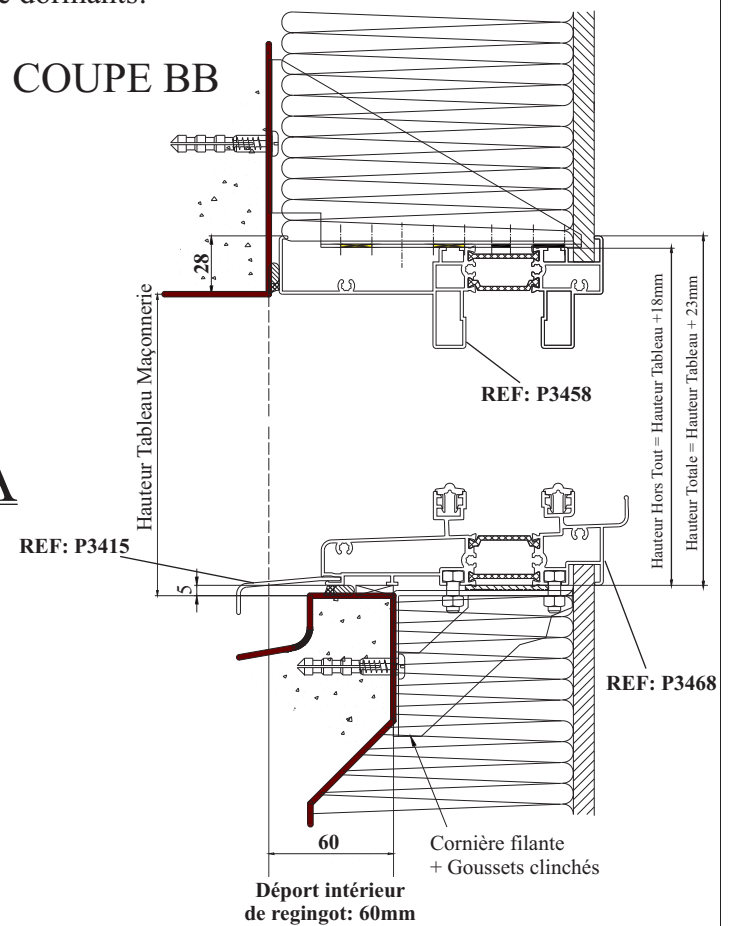 e dormants.
COUPE BB
28
Hauteur Tableau Maçonnerie
Hauteur Hors Tout = Hauteur Tableau +18mm
Hauteur Totale = Hauteur Tableau + 23mm
REF: P3458
A
REF: P3415
5
REF: P3468
60
Cornière filante
+ Goussets clinchés
Déport intérieur
de regingot: 60mm